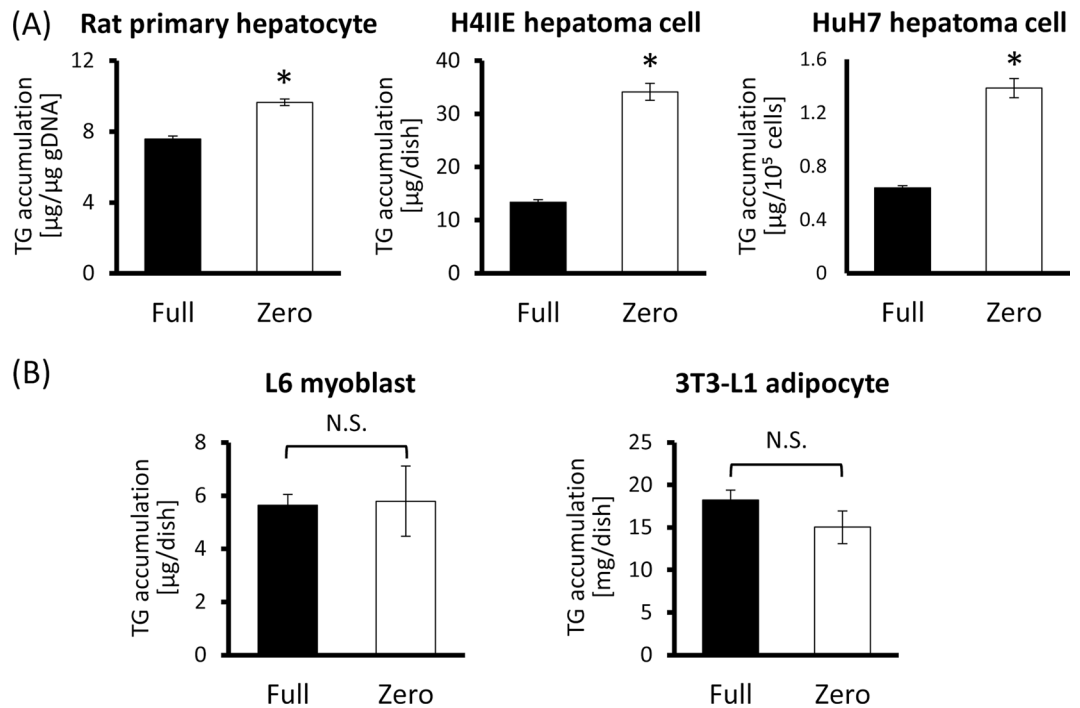 (A)
Rat primary hepatocyte
TG accumulation
[µg/µg gDNA]
12
8
4
0
*
Full
Zero
H4IIE hepatoma cell
TG accumulation
[µg/dish]
40
30
20
10
0
*
Full
Zero
HuH7 hepatoma cell
TG accumulation
[µg/10⁵ cells]
1.6
1.2
0.8
0.4
0
*
Full
Zero
(B)
L6 myoblast
TG accumulation
[µg/dish]
8
6
4
2
0
N.S.
Full
Zero
3T3-L1 adipocyte
TG accumulation
[mg/dish]
25
20
15
10
5
0
N.S.
Full
Zero